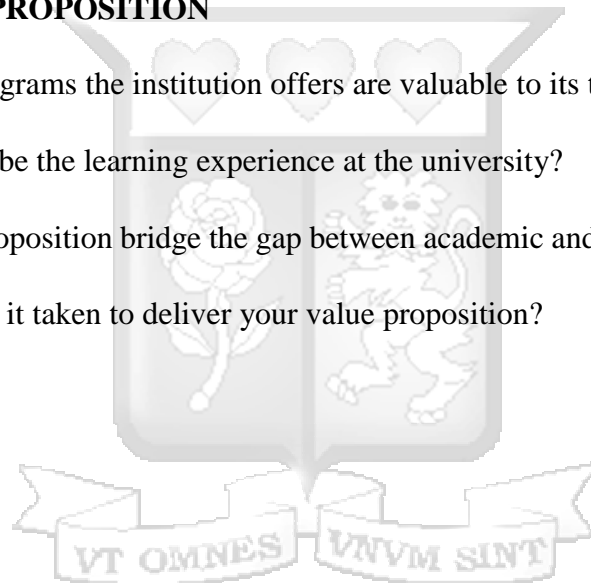 PROPOSITION
grams the institution offers are valuable to its t
be the learning experience at the university?
oposition bridge the gap between academic and
it taken to deliver your value proposition?
VT OMNES VNVM SINT